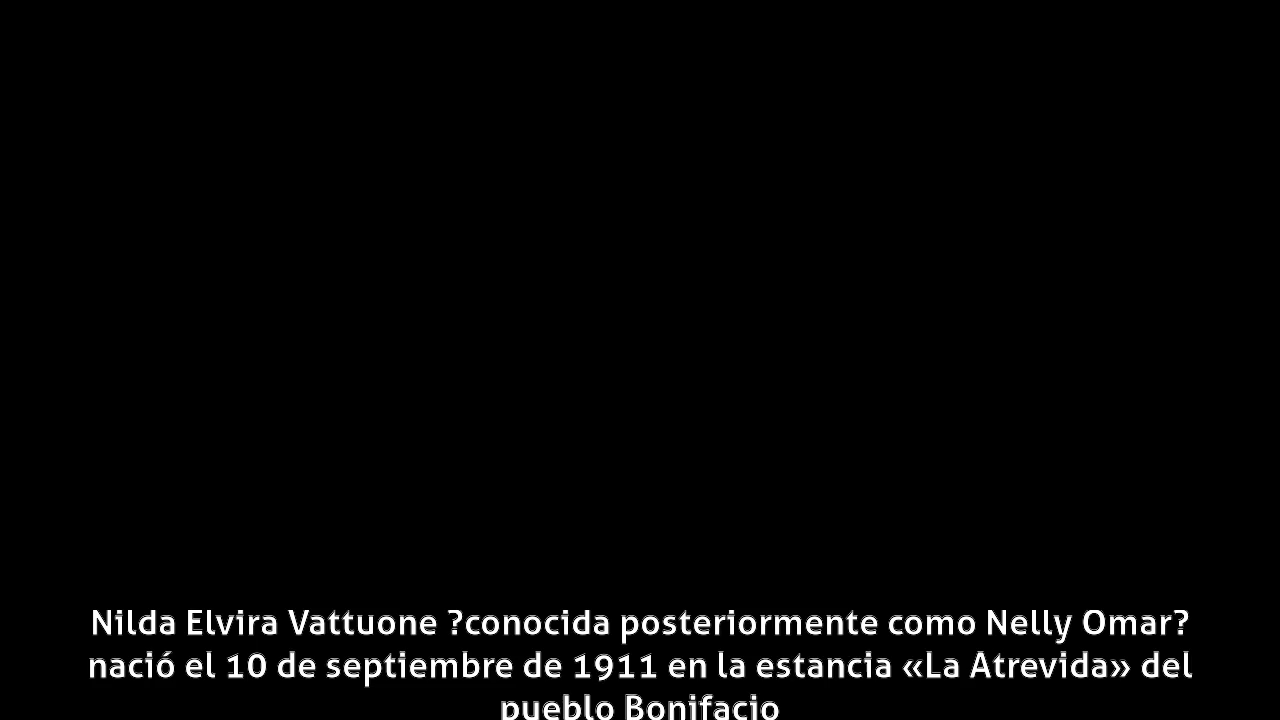 Nilda Elvira Vattuone ?conocida posteriormente como Nelly Omar?
nació el 10 de septiembre de 1911 en la estancia «La Atrevida» del
pueblo Bonifacio